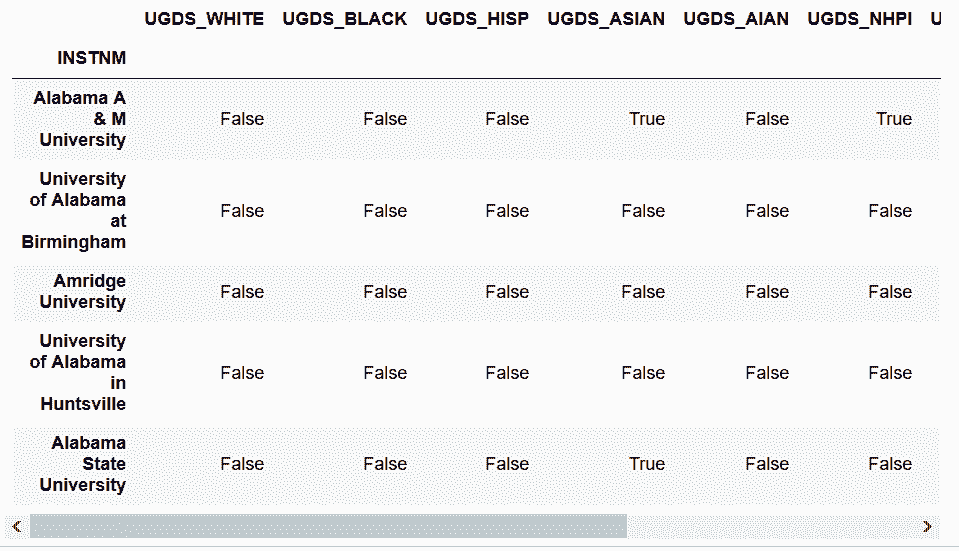 UGDS_WHITE UGDS_BLACK UGDS_HISP UGDS_ASIAN UGDS_AIAN UGDS_NHPI U
INSTNM
Alabama A
& M False False False True False True
University
University
of Alabama
at False False False False False False
Birmingham
Amridge
University False False False False False False
University
of Alabama
in False False False False False False
Huntsville
Alabama
State False False False True False False
University